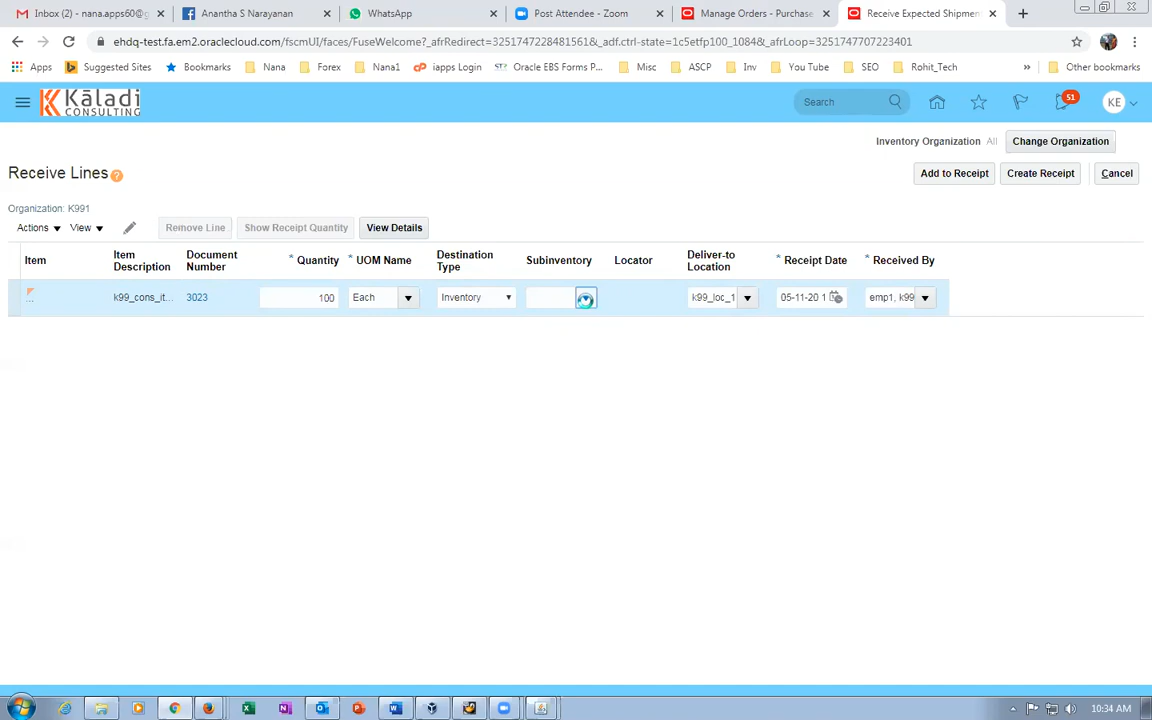 Inbox (2) - nana.apps60@g
Anantha S Narayanan
WhatsApp
Post Attendee - Zoom
Manage Orders - Purchase
Receive Expected Shipmen
ehdq-test.fa.em2.oraclecloud.com/fscmUI/faces/FuseWelcome?_afrRedirect=3251747228481561&_adf.ctrl-state=1c5etfp100_1084&_afrLoop=3251747707223401
Apps
Suggested Sites
Bookmarks
Nana
Forex
Nana1
iapps Login
Oracle EBS Forms P...
Misc
ASCP
Inv
You Tube
SEO
Rohit_Tech
»
Other bookmarks
Kaladi
CONSULTING
Search
51
KE
Inventory Organization All
Change Organization
Receive Lines
Add to Receipt
Create Receipt
Cancel
Organization: K991
Actions
View
Remove Line
Show Receipt Quantity
View Details
Item
Item Description
Document Number
* Quantity
* UOM Name
Destination Type
Subinventory
Locator
Deliver-to Location
* Receipt Date
* Received By
...
k99_cons_it...
3023
100
Each
Inventory
k99_loc_1
05-11-20 1
emp1, k99
10:34 AM